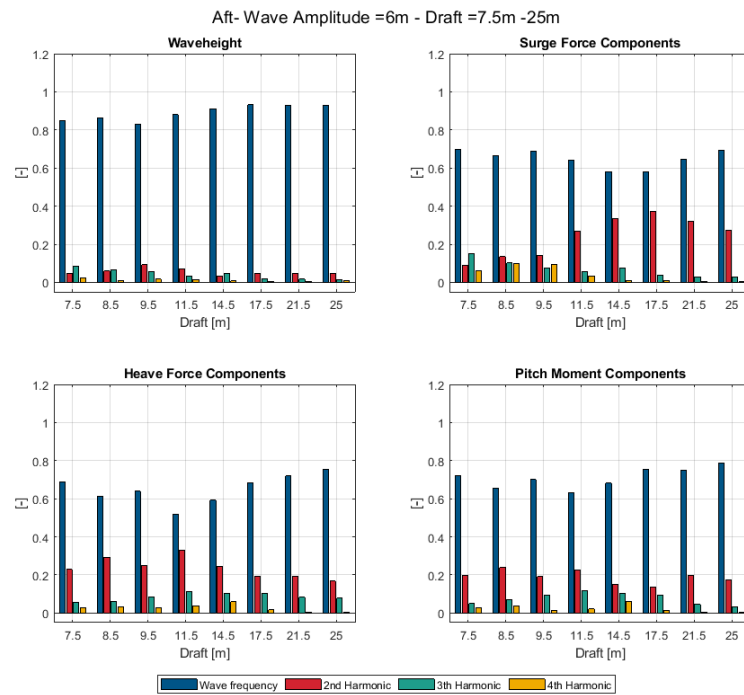 Aft- Wave Amplitude =6m - Draft =7.5m -25m
Waveheight
1.2
1
0.8
0.6
0.4
0.2
0
[-]
7.5 8.5 9.5 11.5 14.5 17.5 21.5 25
Draft [m]
Surge Force Components
1.2
1
0.8
0.6
0.4
0.2
0
[-]
7.5 8.5 9.5 11.5 14.5 17.5 21.5 25
Draft [m]
Heave Force Components
1.2
1
0.8
0.6
0.4
0.2
0
[-]
7.5 8.5 9.5 11.5 14.5 17.5 21.5 25
Draft [m]
Pitch Moment Components
1.2
1
0.8
0.6
0.4
0.2
0
[-]
7.5 8.5 9.5 11.5 14.5 17.5 21.5 25
Draft [m]
Wave frequency 2nd Harmonic 3th Harmonic 4th Harmonic